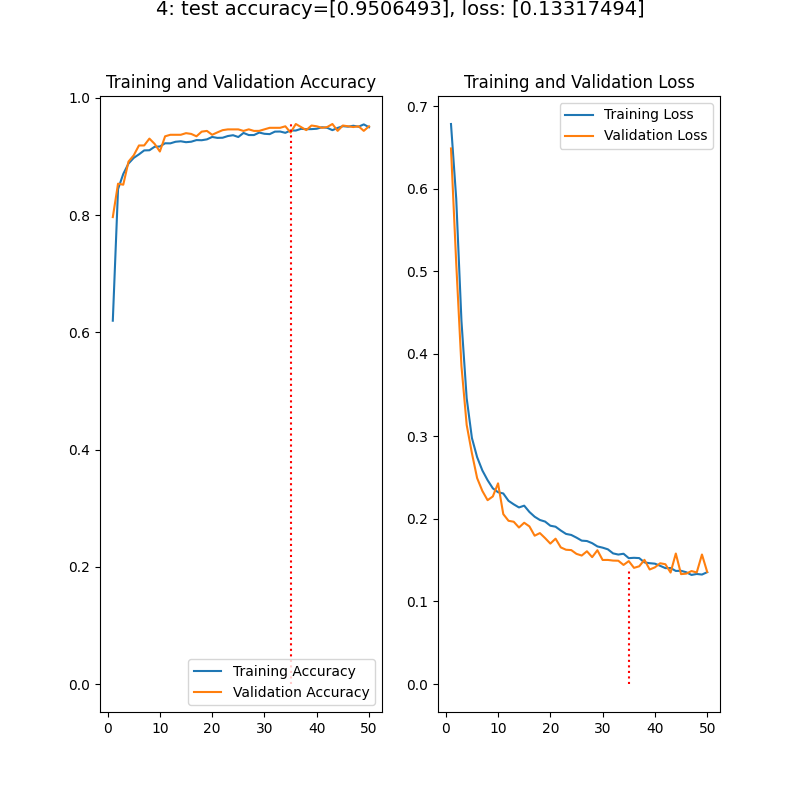 4: test accuracy=[0.9506493], loss: [0.13317494]
Training and Validation Accuracy
1.0
0.8
0.6
0.4
0.2
0.0
0 10 20 30 40 50
Training Accuracy
Validation Accuracy
Training and Validation Loss
0.7
0.6
0.5
0.4
0.3
0.2
0.1
0.0
0 10 20 30 40 50
Training Loss
Validation Loss